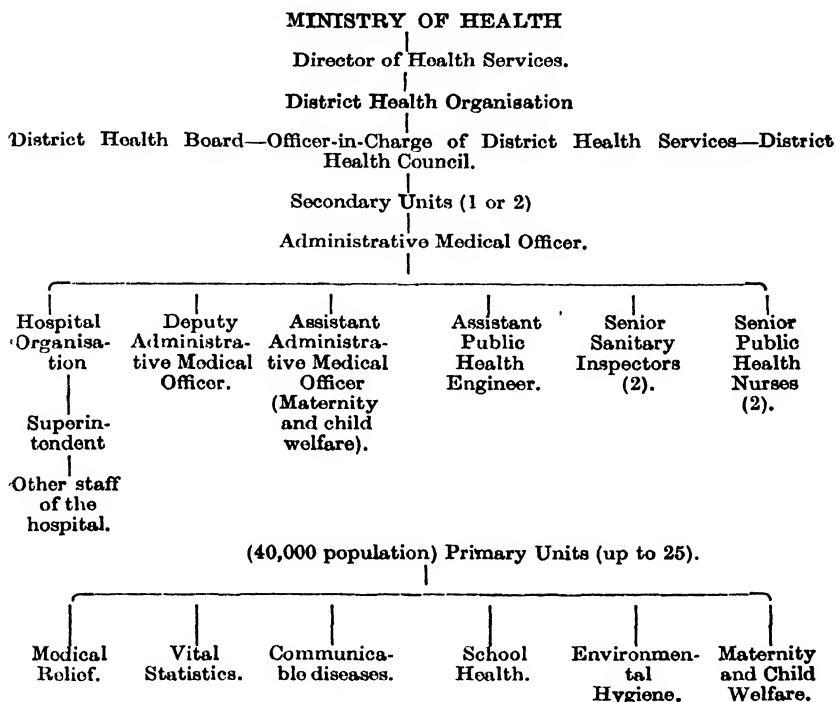 MINISTRY OF HEALTH
Director of Health Services.
District Health Organisation
District Health Board—Officer-in-Charge of District Health Services—District
Health Council.
Secondary Units (1 or 2)
Administrative Medical Officer.
Hospital
Organisa-
tion
Superin-
tendent
Other staff
of the
hospital.
Deputy
Administra-
tive Medical
Officer.
Assistant
Administra-
tive Medical
Officer
(Maternity
and child
welfare).
Assistant
Public
Health
Engineer.
Senior
Sanitary
Inspectors
(2).
Senior
Public
Health
Nurses
(2).
(40,000 population) Primary Units (up to 25).
Medical
Relief.
Vital
Statistics.
Communica-
ble diseases.
School
Health.
Environmen-
tal
Hygiene.
Maternity
and Child
Welfare.